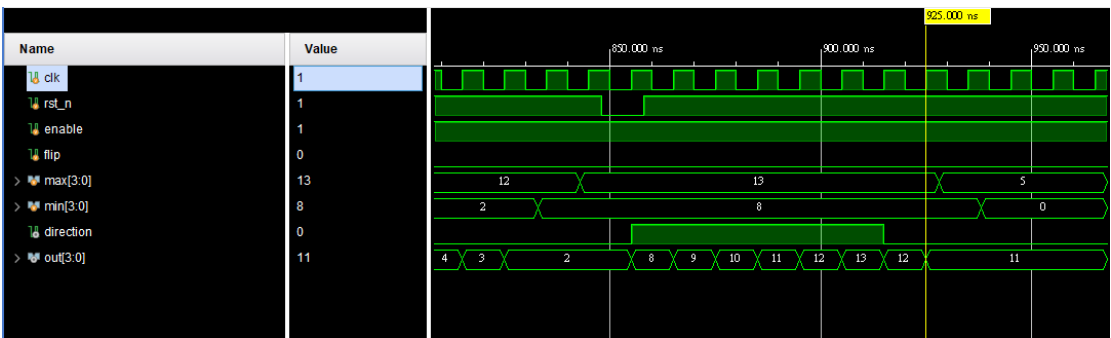 925.000 ns
Name Value 850.000 ns 900.000 ns 950.000 ns
clk 1
rst_n 1
enable 1
flip 0
max[3:0] 13 12 13 5
min[3:0] 8 2 8 0
direction 0
out[3:0] 11 4 3 2 8 9 10 11 12 13 12 11